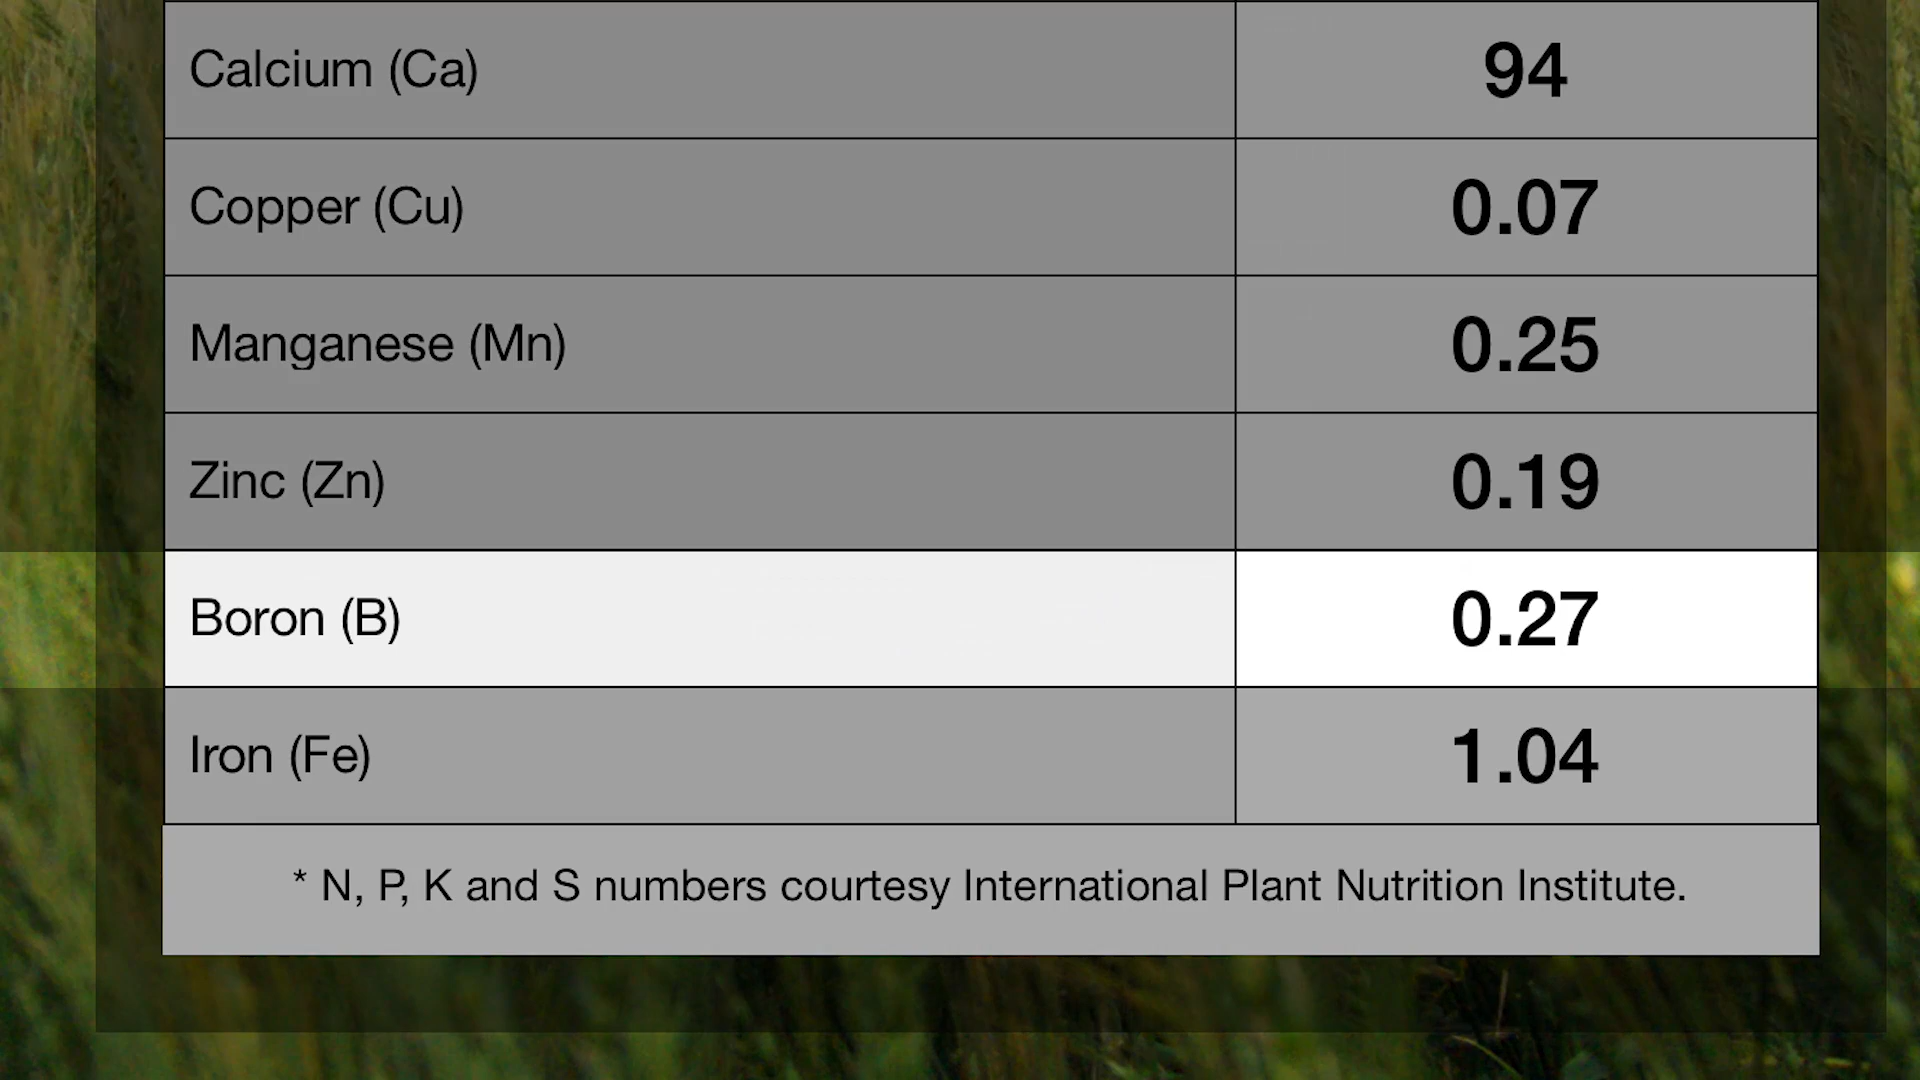 Calcium (Ca) 94
Copper (Cu) 0.07
Manganese (Mn) 0.25
Zinc (Zn) 0.19
Boron (B) 0.27
Iron (Fe) 1.04
* N, P, K and S numbers courtesy International Plant Nutrition Institute.